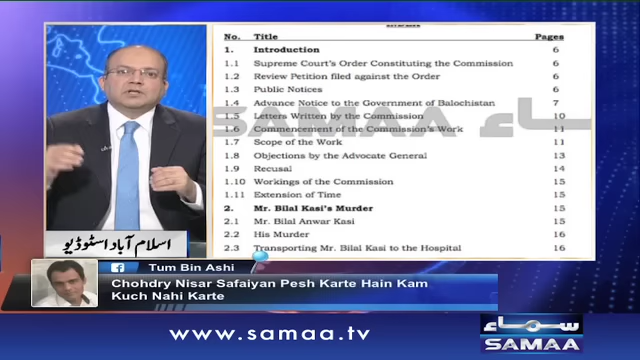 No. Title Pages
1. Introduction 6
1.1 Supreme Court's Order Constituting the Commission 6
1.2 Review Petition filed against the Order 6
1.3 Public Notices 6
1.4 Advance Notice to the Government of Balochistan 7
1.5 Letters Written by the Commission 10
1.6 Commencement of the Commission's Work 11
1.7 Scope of the Work 11
1.8 Objections by the Advocate General 13
1.9 Recusal 14
1.10 Workings of the Commission 15
1.11 Extension of Time 15
2. Mr. Bilal Kasi's Murder 15
2.1 Mr. Bilal Anwar Kasi 15
2.2 His Murder 16
2.3 Transporting Mr. Bilal Kasi to the Hospital 16
SAMAA سماء
اسلام آباد اسٹوڈیو
f Tum Bin Ashi
Chohdry Nisar Safaiyan Pesh Karte Hain Kam
Kuch Nahi Karte
www.samaa.tv
سماء
SAMAA